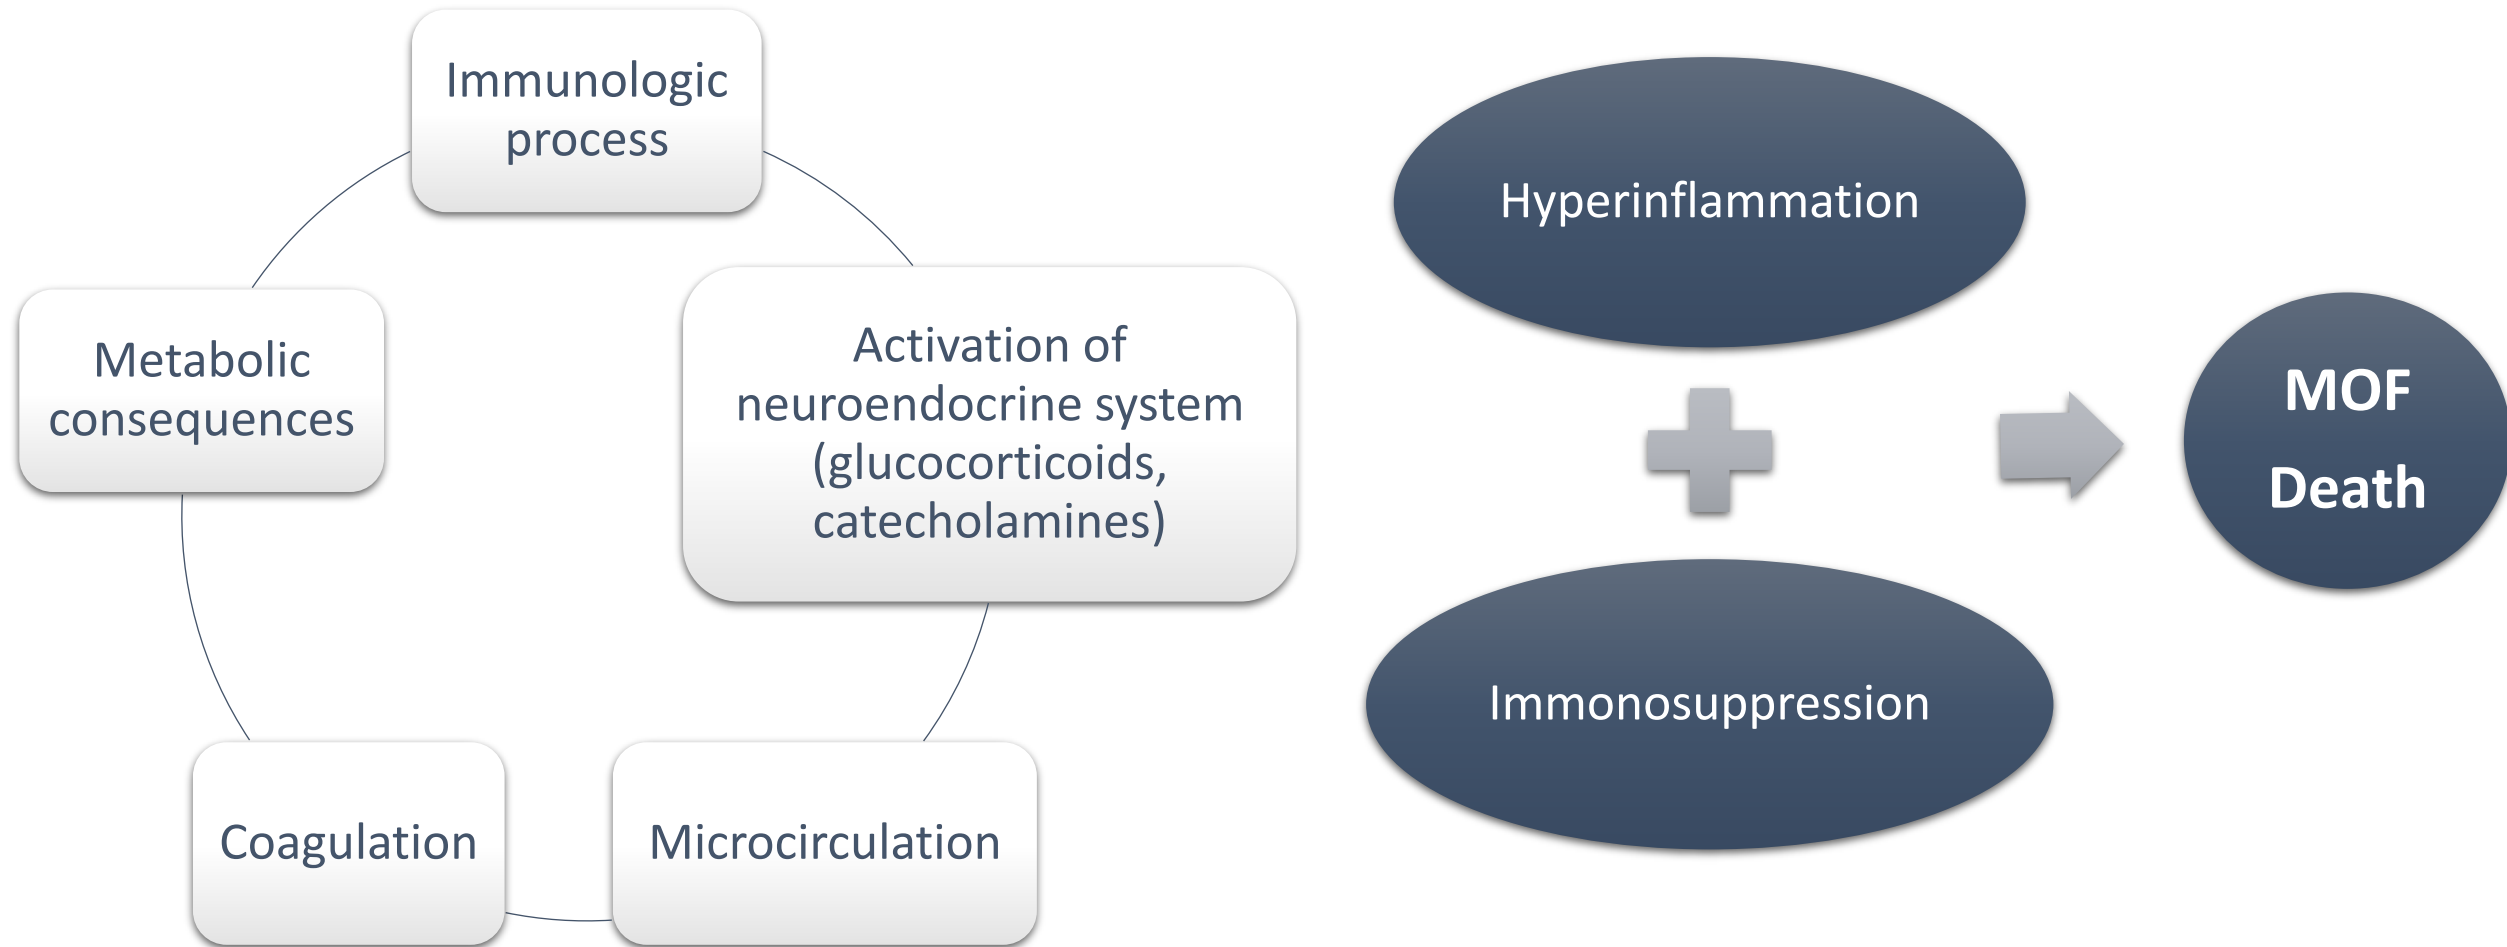 Immunologic
process
Metabolic
consequences
Activation of
neuroendocrine system
(glucocorticoids,
catecholamines)
Coagulation
Microcirculation
Hyperinflammation
Immonosuppression
MOF
Death